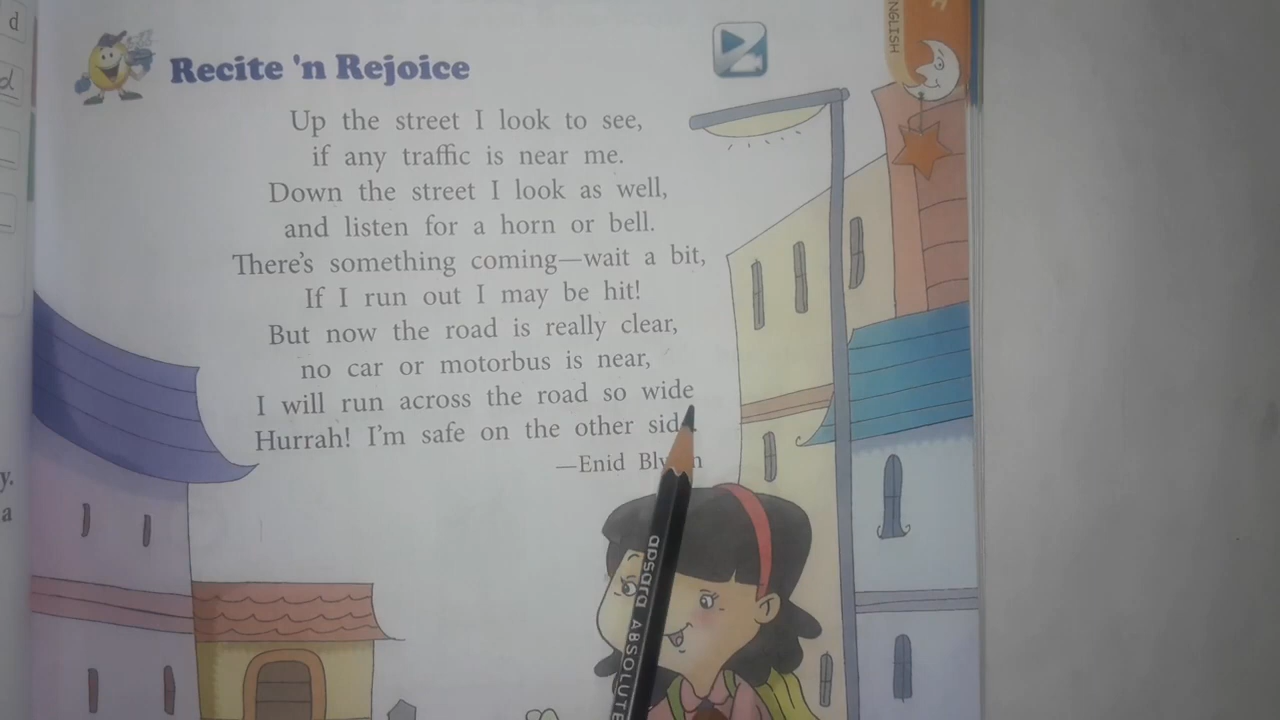 d
d
ENGLISH
Recite 'n Rejoice
Up the street I look to see,
if any traffic is near me.
Down the street I look as well,
and listen for a horn or bell.
There's something coming—wait a bit,
If I run out I may be hit!
But now the road is really clear,
no car or motorbus is near,
I will run across the road so wide
Hurrah! I'm safe on the other
—Enid
y.
a
apsara ABSOLUTE